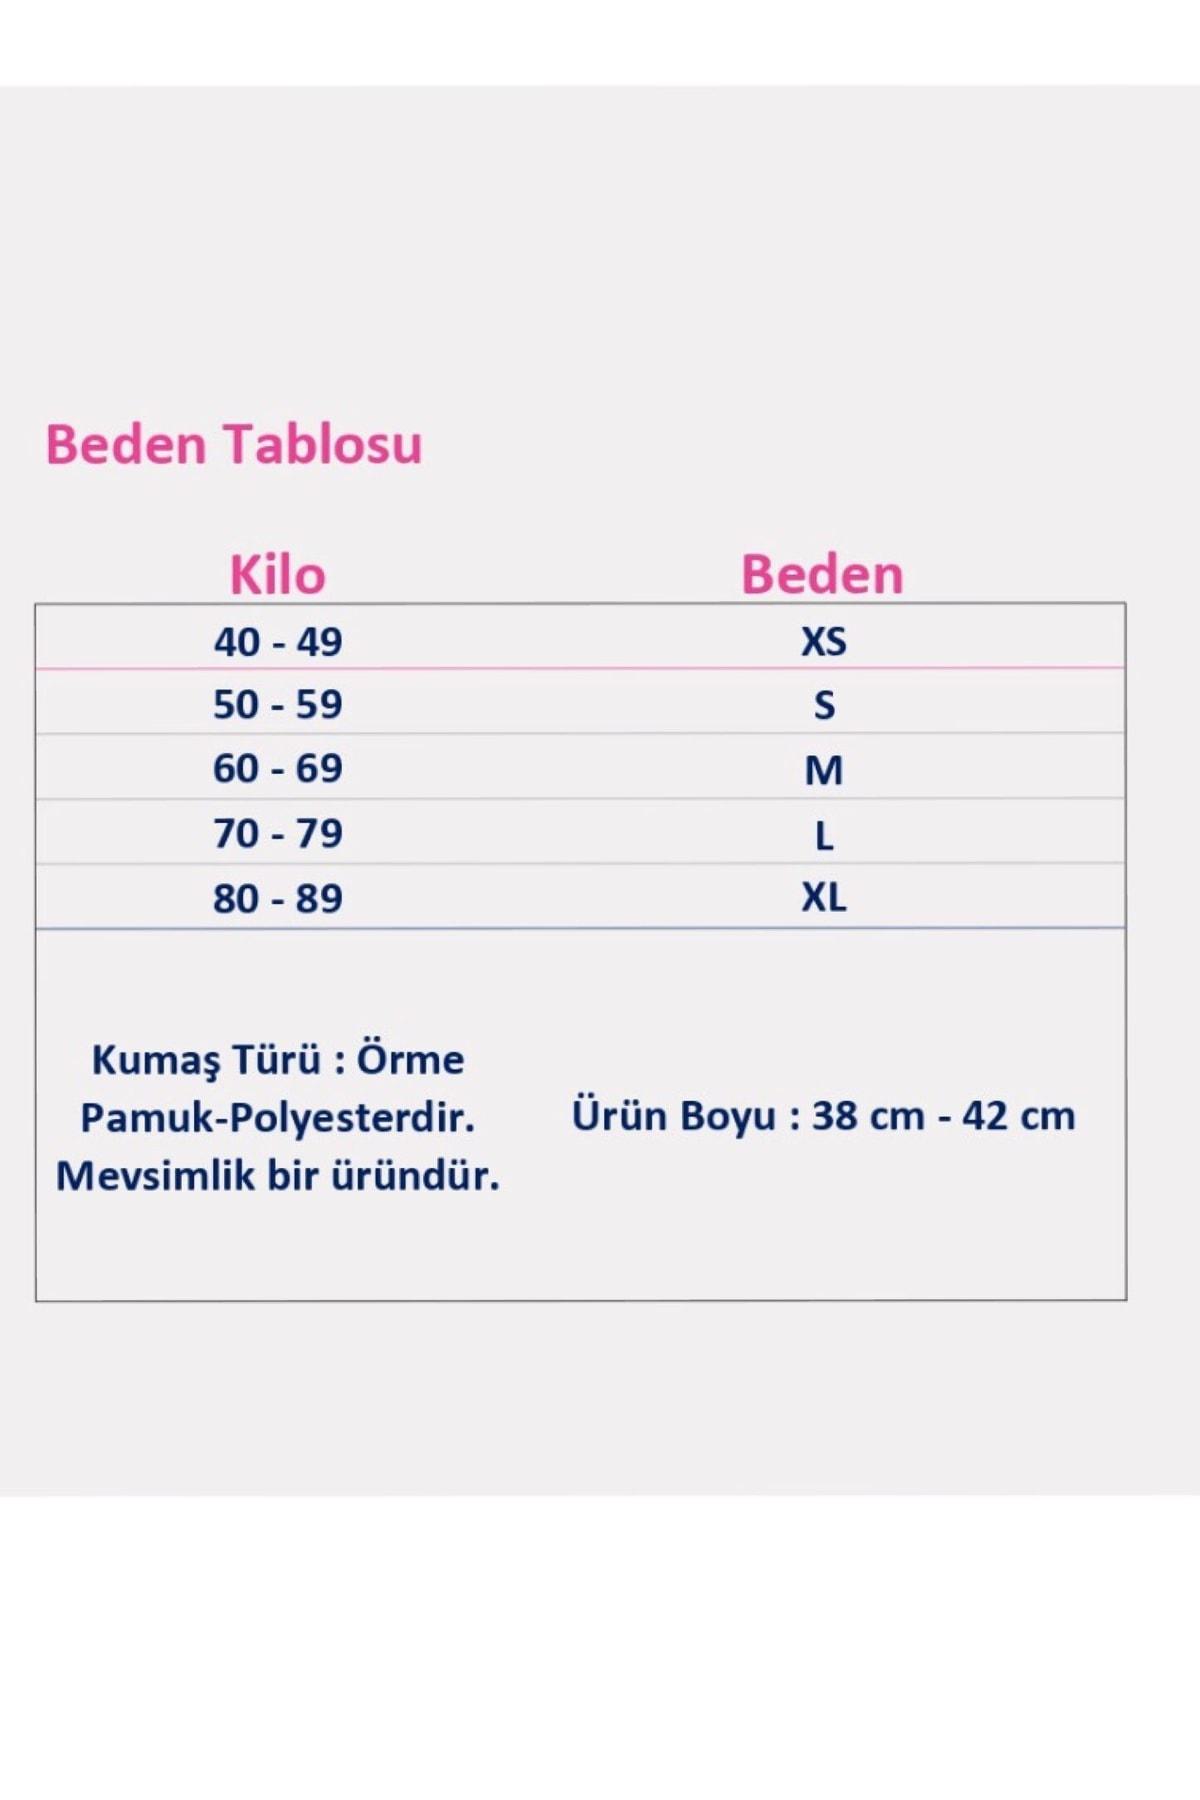 Beden Tablosu
Kilo Beden
40 - 49 XS
50 - 59 S
60 - 69 M
70 - 79 L
80 - 89 XL
Kumaş Türü : Örme
Pamuk-Polyesterdir.
Mevsimlik bir üründür.
Ürün Boyu : 38 cm - 42 cm